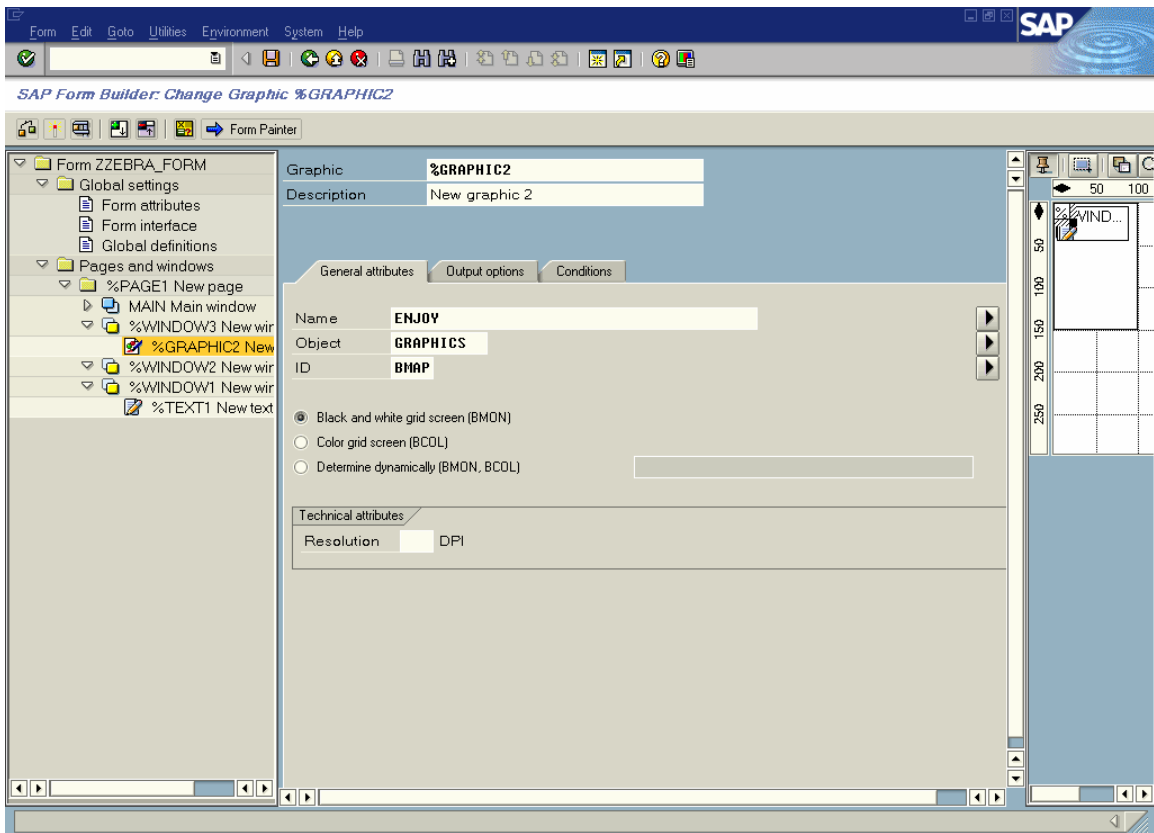 Form Edit Goto Utilities Environment System Help
SAP
SAP Form Builder: Change Graphic %GRAPHIC2
Form Painter
Form ZZEBRA_FORM
Global settings
Form attributes
Form interface
Global definitions
Pages and windows
%PAGE1 New page
MAIN Main window
%WINDOW3 New wir
%GRAPHIC2 New
%WINDOW2 New wir
%WINDOW1 New wir
%TEXT1 New text
Graphic %GRAPHIC2
Description New graphic 2
General attributes Output options Conditions
Name ENJOY
Object GRAPHICS
ID BMAP
Black and white grid screen (BMON)
Color grid screen (BCOL)
Determine dynamically (BMON, BCOL)
Technical attributes
Resolution DPI
50 100
WIND...
50
100
150
200
250